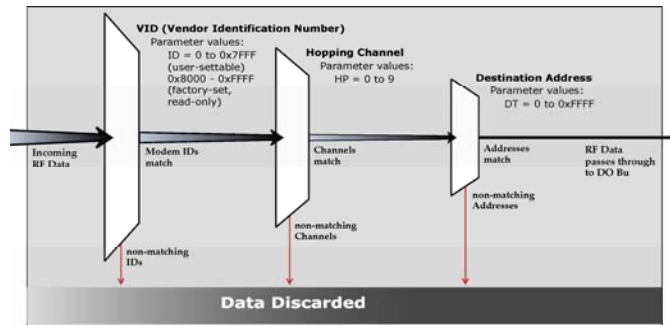 VID (Vendor Identification Number)
Parameter values:
ID = 0 to 0x7FFF
(user-settable)
0x8000 - 0xFFFF
(factory-set,
read-only)
Hopping Channel
Parameter values:
HP = 0 to 9
Destination Address
Parameter values:
DT = 0 to 0xFFFF
Incoming
RF Data
Modem IDs
match
Channels
match
Addresses
match
RF Data
passes through
to DO Bu
non-matching
IDs
non-matching
Channels
non-matching
Addresses
Data Discarded